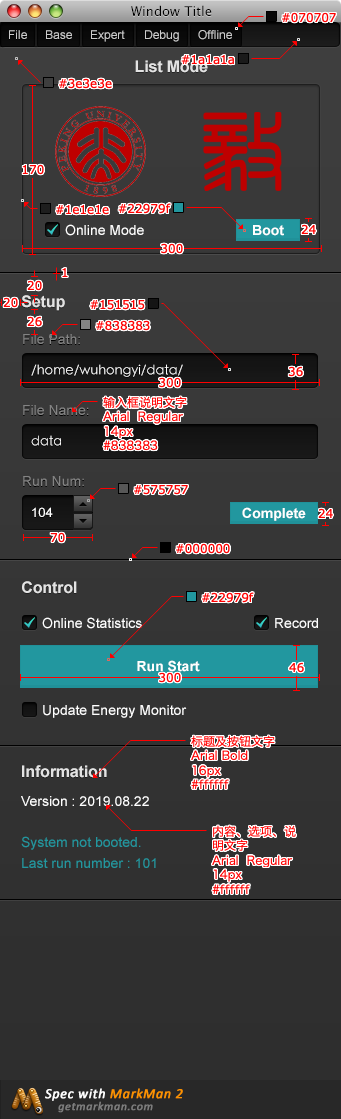 Window Title
#070707
File Base Expert Debug Offline
List Mode
#1a1a1a
#3e3e3e
PEKING UNIVERSITY
1898
170
#1e1e1e
#22979f
Online Mode
Boot
24
300
1
20
20
Setup
#151515
26
#838383
File Path:
/home/wuhongyi/data/
36
300
File Name:
输入框说明文字
Arial Regular
14px
#838383
data
Run Num:
#575757
104
Complete
24
70
#000000
Control
#22979f
Online Statistics
Record
Run Start
46
300
Update Energy Monitor
标题及按钮文字
Arial Bold
16px
#ffffff
Information
Version : 2019.08.22
内容、选项、说
明文字
Arial Regular
14px
#ffffff
System not booted.
Last run number : 101
Spec with MarkMan 2
getmarkman.com